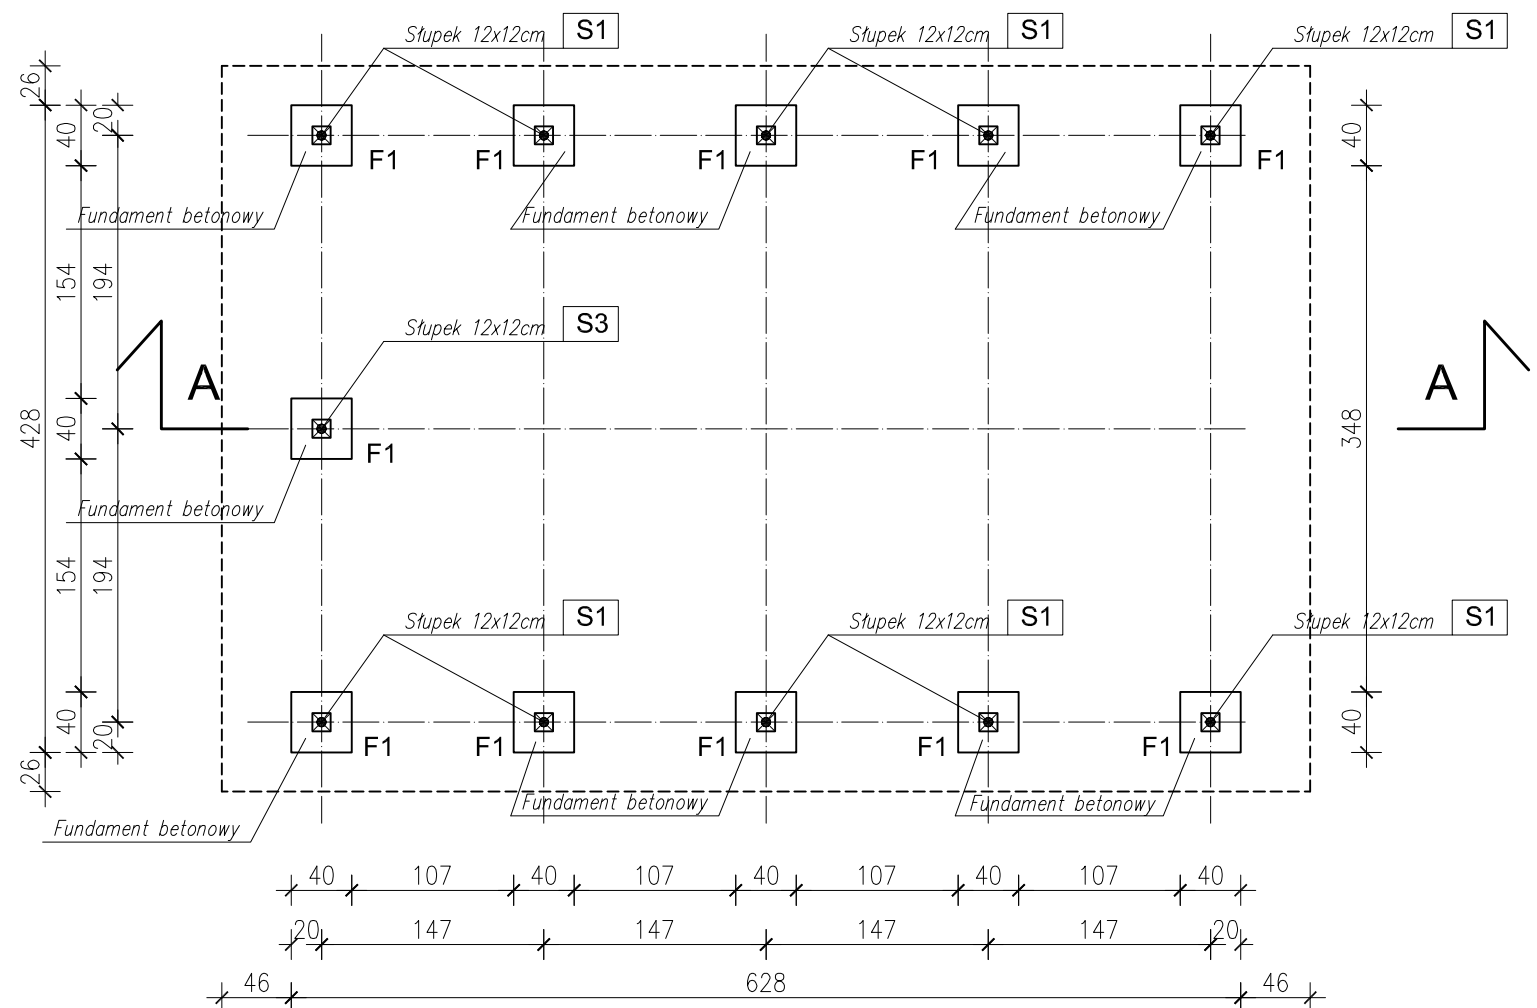 Słupek 12x12cm S1
Słupek 12x12cm S1
Słupek 12x12cm S1
26
40
20
40
F1
F1
F1
F1
F1
Fundament betonowy
Fundament betonowy
Fundament betonowy
154
194
Słupek 12x12cm S3
A
A
428
40
348
F1
Fundament betonowy
154
194
Słupek 12x12cm S1
Słupek 12x12cm S1
Słupek 12x12cm S1
40
20
40
F1
F1
F1
F1
F1
26
Fundament betonowy
Fundament betonowy
Fundament betonowy
40 107 40 107 40 107 40 107 40
20 147 147 147 147 20
46 628 46